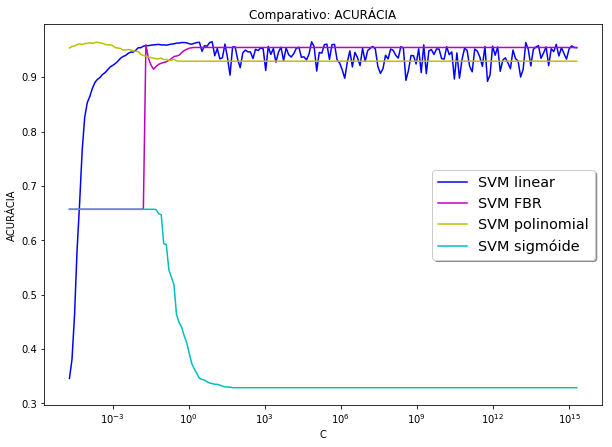 Comparativo: ACURÁCIA
ACURÁCIA
0.9
0.8
0.7
0.6
0.5
0.4
0.3
SVM linear
SVM FBR
SVM polinomial
SVM sigmóide
10⁻³ 10⁰ 10³ 10⁶ 10⁹ 10¹² 10¹⁵
C